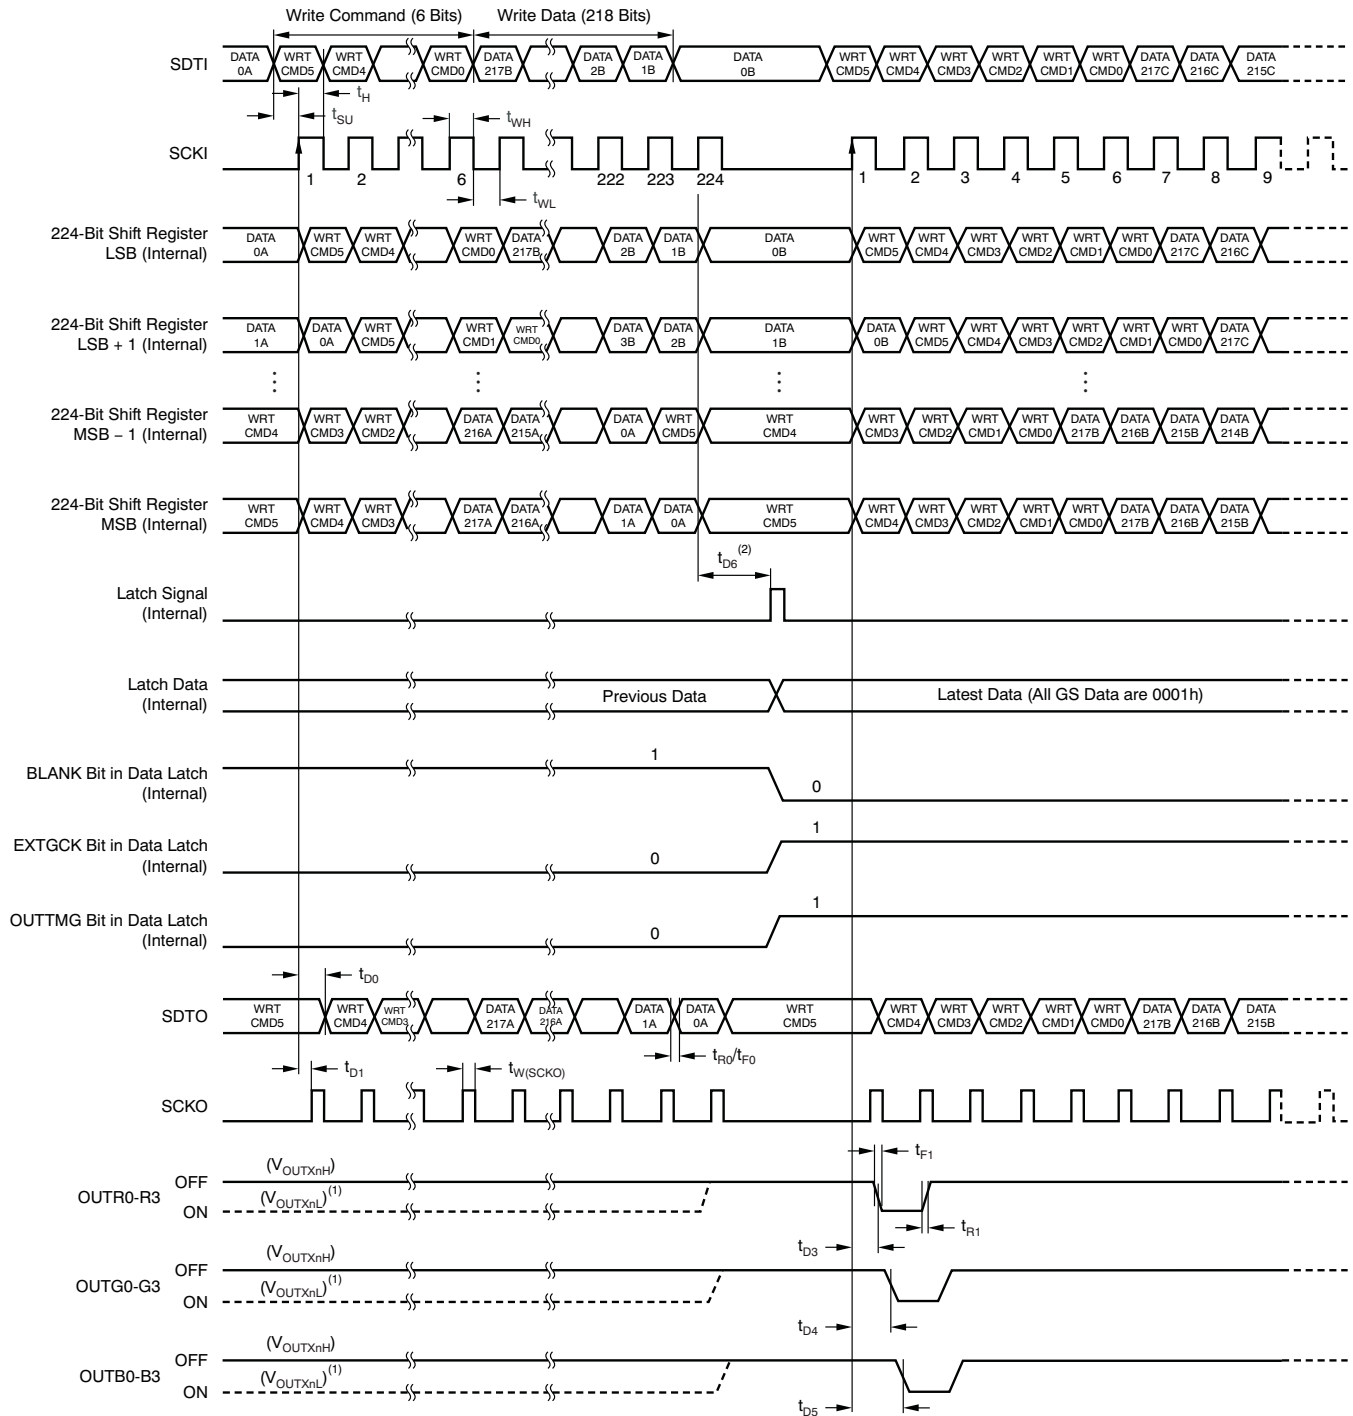 Write Command (6 Bits) Write Data (218 Bits)
SDTI DATA 0A WRT CMD5 WRT CMD4 WRT CMD0 DATA 217B DATA 2B DATA 1B DATA 0B WRT CMD5 WRT CMD4 WRT CMD3 WRT CMD2 WRT CMD1 WRT CMD0 DATA 217C DATA 216C DATA 215C
tH
tSU
tWH
SCKI
1 2 6 222 223 224 1 2 3 4 5 6 7 8 9
tWL
224-Bit Shift Register
LSB (Internal)
DATA 0A WRT CMD5 WRT CMD4 WRT CMD0 DATA 217B DATA 2B DATA 1B DATA 0B WRT CMD5 WRT CMD4 WRT CMD3 WRT CMD2 WRT CMD1 WRT CMD0 DATA 217C DATA 216C
224-Bit Shift Register
LSB + 1 (Internal)
DATA 1A DATA 0A WRT CMD5 WRT CMD1 WRT CMD0 DATA 3B DATA 2B DATA 1B DATA 0B WRT CMD5 WRT CMD4 WRT CMD3 WRT CMD2 WRT CMD1 WRT CMD0 DATA 217C
224-Bit Shift Register
MSB − 1 (Internal)
WRT CMD4 WRT CMD3 WRT CMD2 DATA 216A DATA 215A DATA 0A WRT CMD5 WRT CMD4 WRT CMD3 WRT CMD2 WRT CMD1 WRT CMD0 DATA 217B DATA 216B DATA 215B DATA 214B
224-Bit Shift Register
MSB (Internal)
WRT CMD5 WRT CMD4 WRT CMD3 DATA 217A DATA 216A DATA 1A DATA 0A WRT CMD5 WRT CMD4 WRT CMD3 WRT CMD2 WRT CMD1 WRT CMD0 DATA 217B DATA 216B DATA 215B
tD6 (2)
Latch Signal
(Internal)
Latch Data
(Internal)
Previous Data Latest Data (All GS Data are 0001h)
BLANK Bit in Data Latch
(Internal)
1
0
EXTGCK Bit in Data Latch
(Internal)
1
0
OUTTMG Bit in Data Latch
(Internal)
1
0
tD0
SDTO WRT CMD5 WRT CMD4 WRT CMD3 DATA 217A DATA 216A DATA 1A DATA 0A WRT CMD5 WRT CMD4 WRT CMD3 WRT CMD2 WRT CMD1 WRT CMD0 DATA 217B DATA 216B DATA 215B
tR0/tF0
tD1 tW(SCKO)
SCKO
tF1
OUTR0-R3 OFF (VOUTXnH)
ON (VOUTXnL)(1)
tR1
tD3
OUTG0-G3 OFF (VOUTXnH)
ON (VOUTXnL)(1)
tD4
OUTB0-B3 OFF (VOUTXnH)
ON (VOUTXnL)(1)
tD5